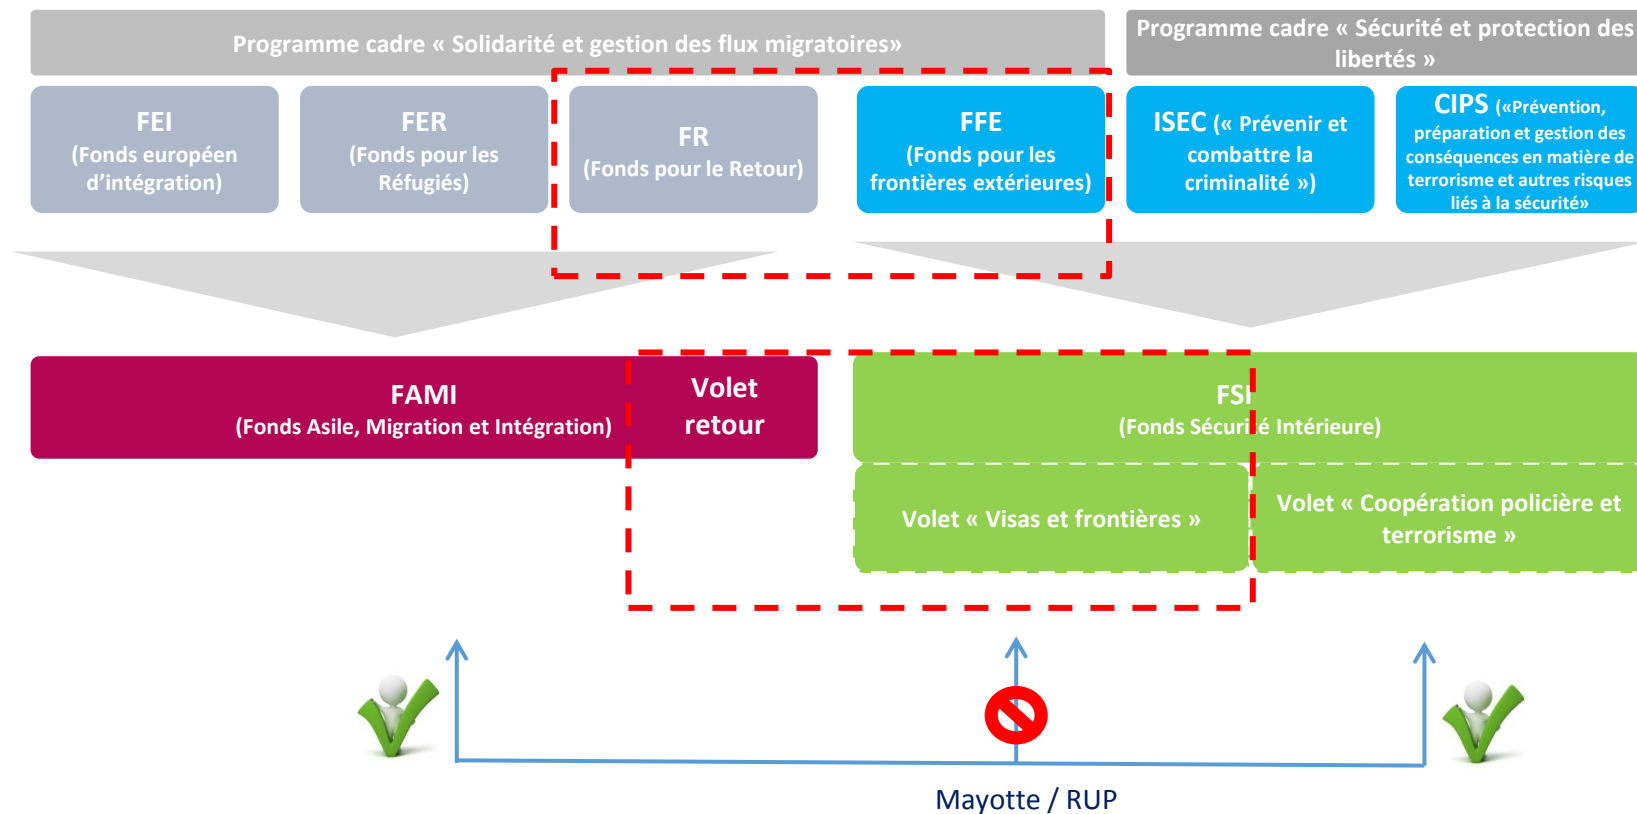 Programme cadre « Solidarité et gestion des flux migratoires»
Programme cadre « Sécurité et protection des
libertés »
FEI
(Fonds européen
d’intégration)
FER
(Fonds pour les
Réfugiés)
FR
(Fonds pour le Retour)
FFE
(Fonds pour les
frontières extérieures)
ISEC (« Prévenir et
combattre la
criminalité »)
CIPS («Prévention,
préparation et gestion des
conséquences en matière de
terrorisme et autres risques
liés à la sécurité»
FAMI
(Fonds Asile, Migration et Intégration)
Volet
retour
FSI
(Fonds Sécurité Intérieure)
Volet « Visas et frontières »
Volet « Coopération policière et
terrorisme »
Mayotte / RUP